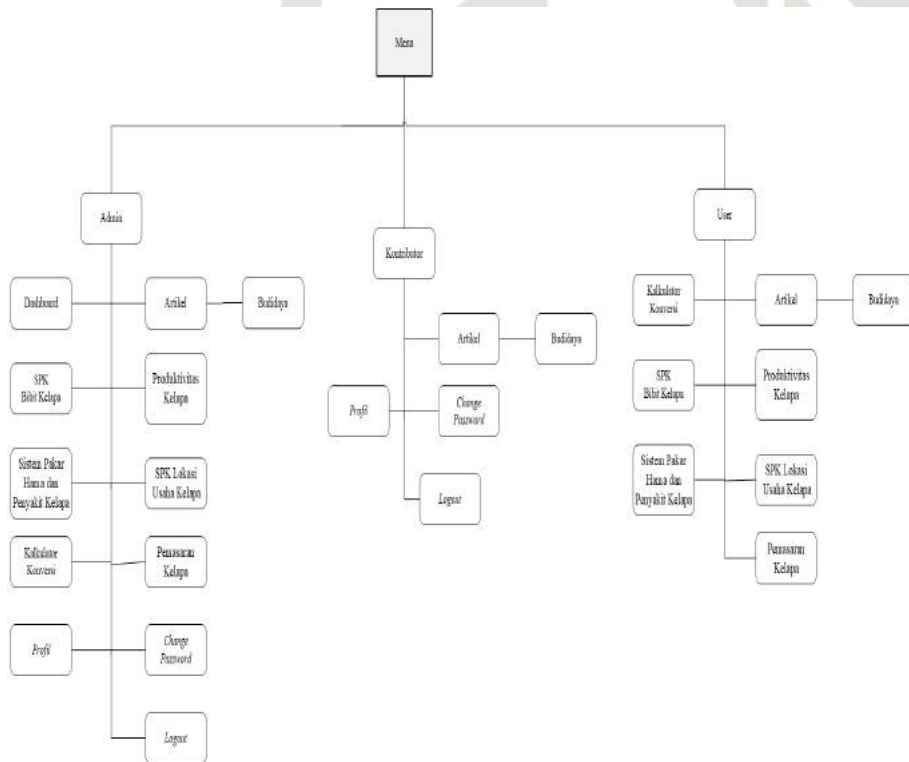 Menu
Admin
Kontributor
User
Dashboard
Artikel
Budidaya
SPK
Bibit Kelapa
Produktivitas
Kelapa
Sistem Pakar
Hama dan
Penyakit Kelapa
SPK Lokasi
Usaha Kelapa
Kalkulator
Konversi
Pemasaran
Kelapa
Profil
Change
Password
Logout
Artikel
Budidaya
Profil
Change
Password
Logout
Kalkulator
Konversi
Artikel
Budidaya
SPK
Bibit Kelapa
Produktivitas
Kelapa
Sistem Pakar
Hama dan
Penyakit Kelapa
SPK Lokasi
Usaha Kelapa
Pemasaran
Kelapa